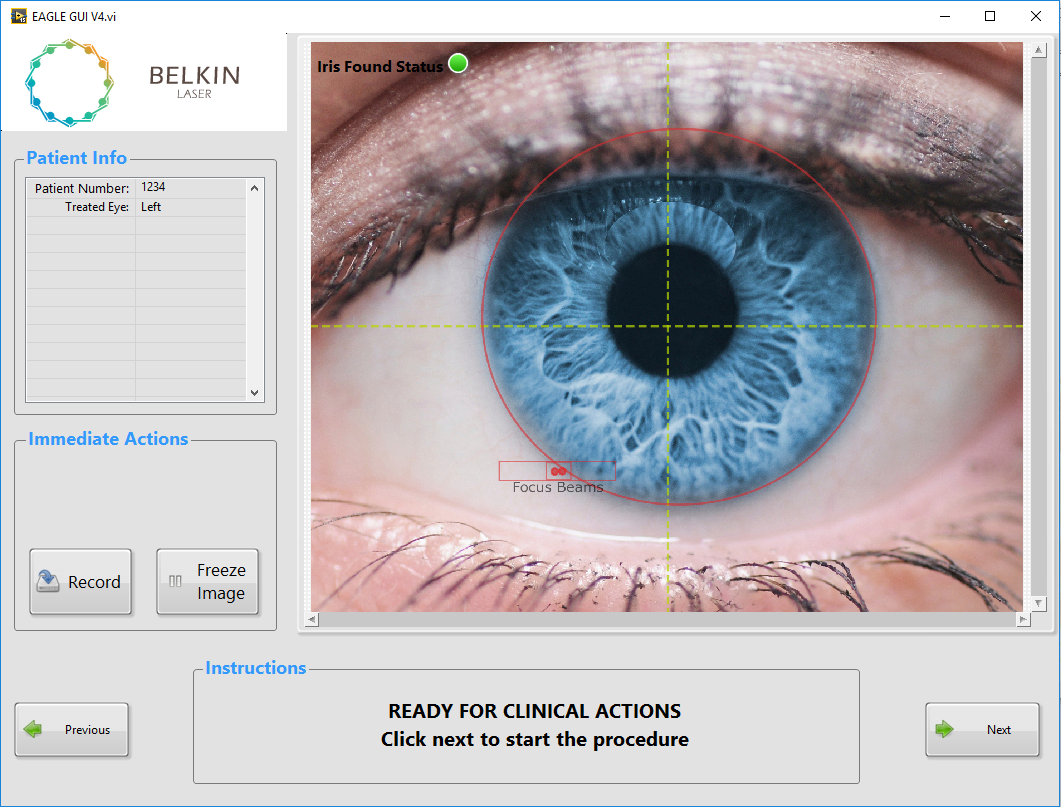 EAGLE GUI V4.vi
BELKIN
LASER
Iris Found Status
Patient Info
Patient Number: 1234
Treated Eye: Left
Immediate Actions
Record
Freeze
Image
Focus Beams
Instructions
READY FOR CLINICAL ACTIONS
Click next to start the procedure
Previous
Next